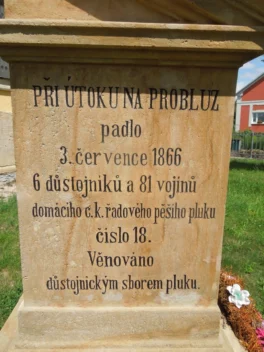 PŘI ÚTOKU NA PROBLUZ
padlo
3. července 1866
6 důstojníků a 81 vojínů
domácího c.k. řadového pěšího pluku
číslo 18.
Věnováno
důstojnickým sborem pluku.